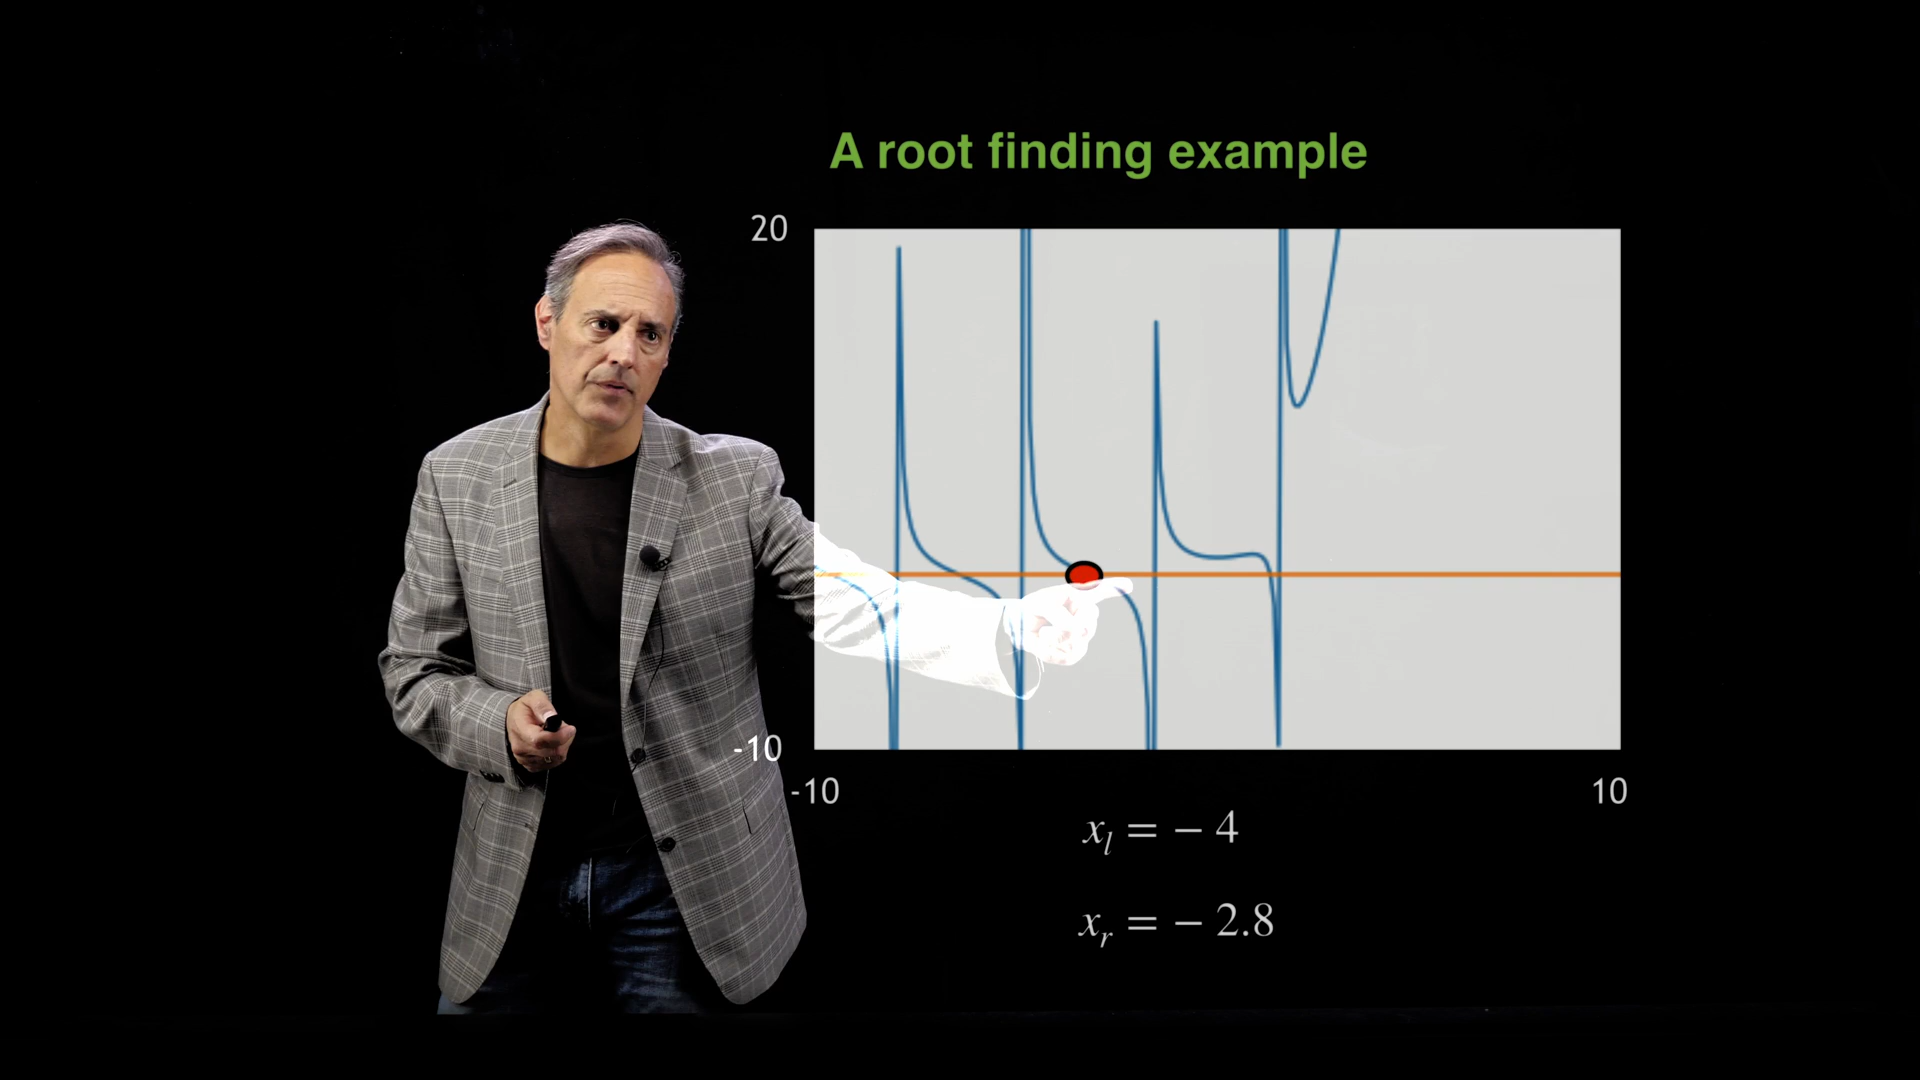 A root finding example
20
-10
-10
10
x_l = − 4
x_r = − 2.8